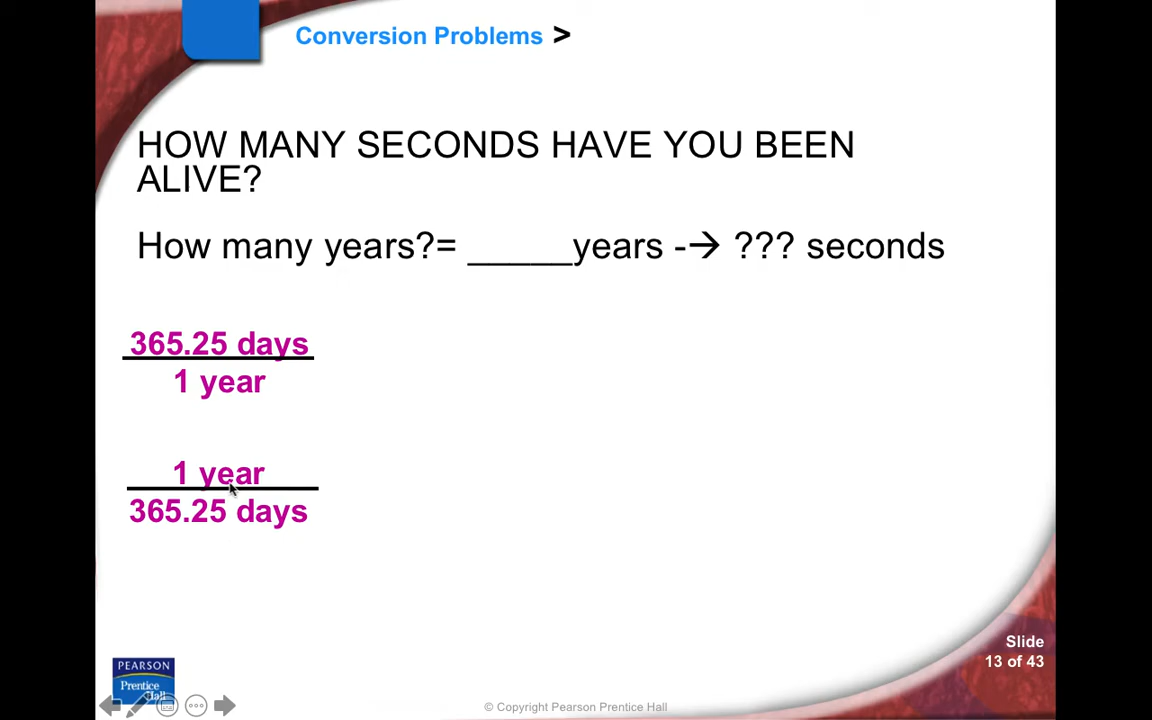 Conversion Problems >
HOW MANY SECONDS HAVE YOU BEEN
ALIVE?
How many years?= _____years -→ ??? seconds
365.25 days
1 year
1 year
365.25 days
Slide
13 of 43
PEARSON
Prentice
Hall
© Copyright Pearson Prentice Hall